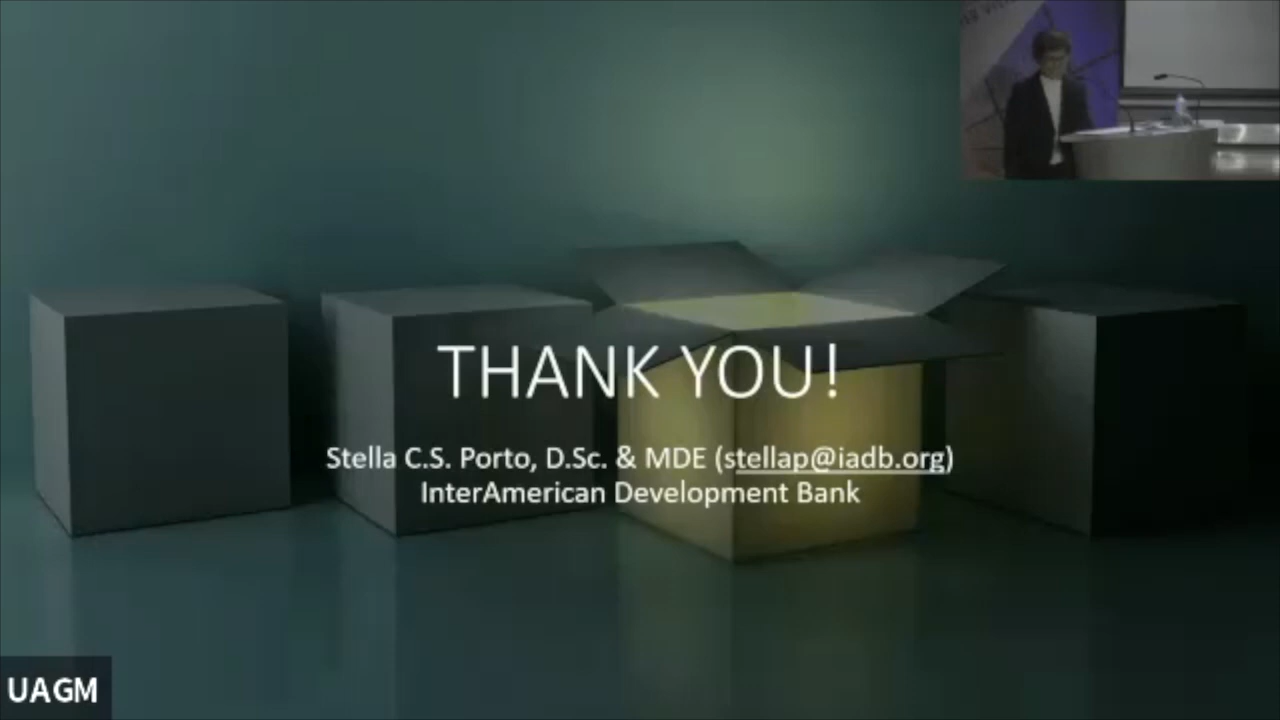 THANK YOU!
Stella C.S. Porto, D.Sc. & MDE (stellap@iadb.org)
InterAmerican Development Bank
UAGM